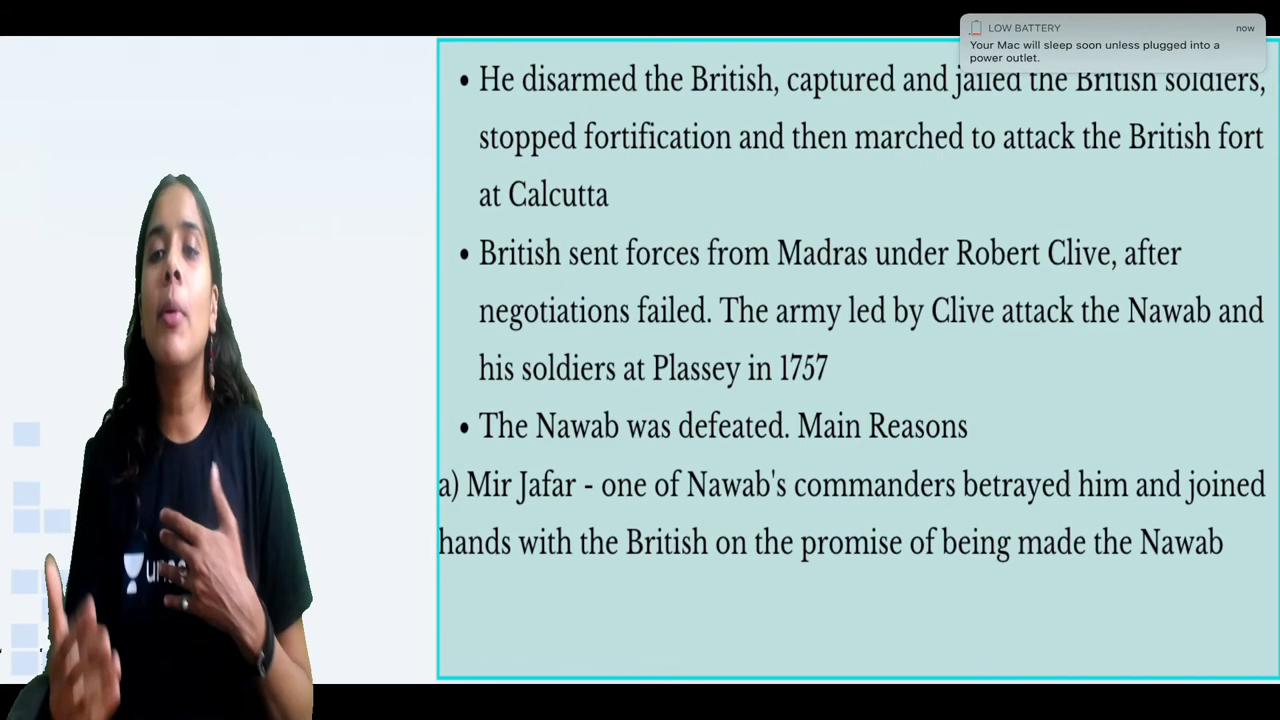 LOW BATTERY now
Your Mac will sleep soon unless plugged into a
power outlet.
• He disarmed the British, captured and jailed the British soldiers,
stopped fortification and then marched to attack the British fort
at Calcutta
• British sent forces from Madras under Robert Clive, after
negotiations failed. The army led by Clive attack the Nawab and
his soldiers at Plassey in 1757
• The Nawab was defeated. Main Reasons
a) Mir Jafar - one of Nawab's commanders betrayed him and joined
hands with the British on the promise of being made the Nawab